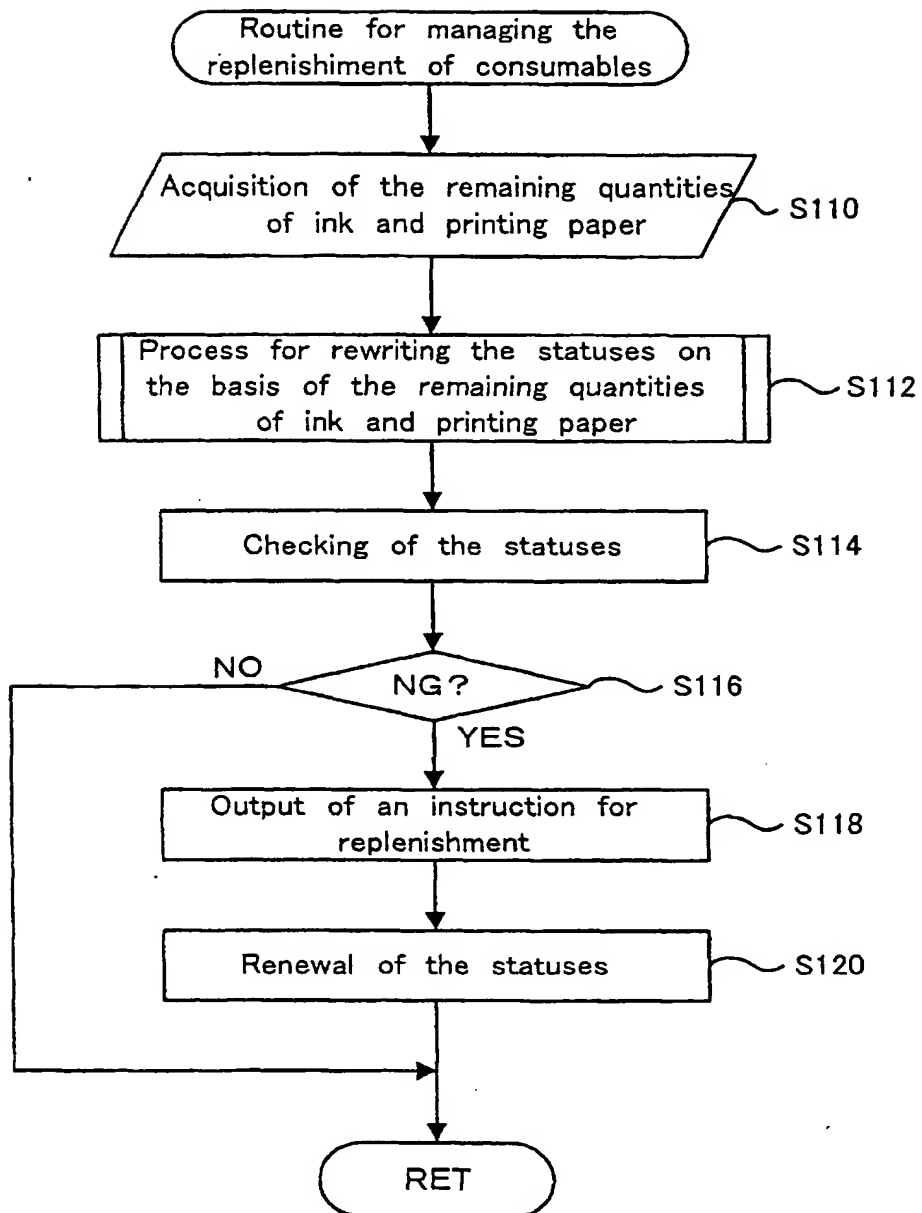 Routine for managing the
replenishiment of consumables
Acquisition of the remaining quantities
of ink and printing paper
S110
Process for rewriting the statuses on
the basis of the remaining quantities
of ink and printing paper
S112
Checking of the statuses
S114
NO
NG?
S116
YES
Output of an instruction for
replenishment
S118
Renewal of the statuses
S120
RET